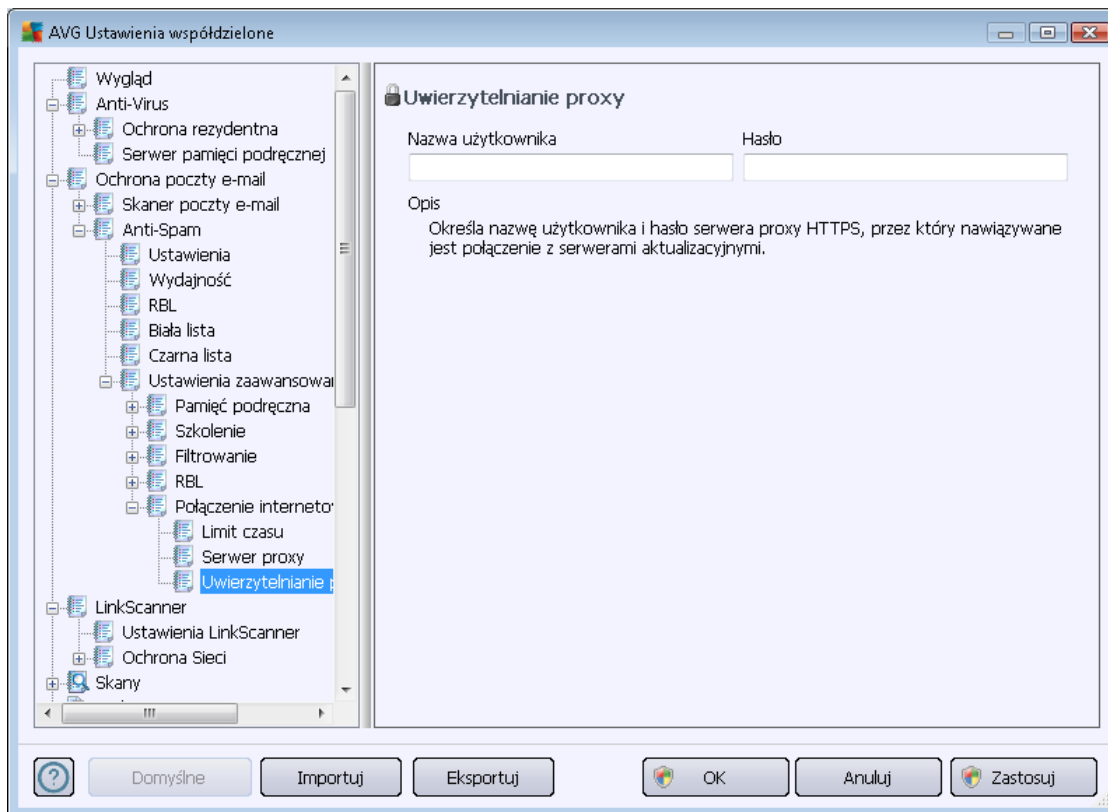 AVG Ustawienia współdzielone
Wygląd
Anti-Virus
Ochrona rezydentna
Serwer pamięci podręcznej
Ochrona poczty e-mail
Skaner poczty e-mail
Anti-Spam
Ustawienia
Wydajność
RBL
Biała lista
Czarna lista
Ustawienia zaawansowa
Pamięć podręczna
Szkolenie
Filtrowanie
RBL
Połączenie interneto
Limit czasu
Serwer proxy
Uwierzytelnianie p
LinkScanner
Ustawienia LinkScanner
Ochrona Sieci
Skany
Uwierzytelnianie proxy
Nazwa użytkownika Hasło
Opis
Określa nazwę użytkownika i hasło serwera proxy HTTPS, przez który nawiązywane
jest połączenie z serwerami aktualizacyjnymi.
Domyślne Importuj Eksportuj OK Anuluj Zastosuj